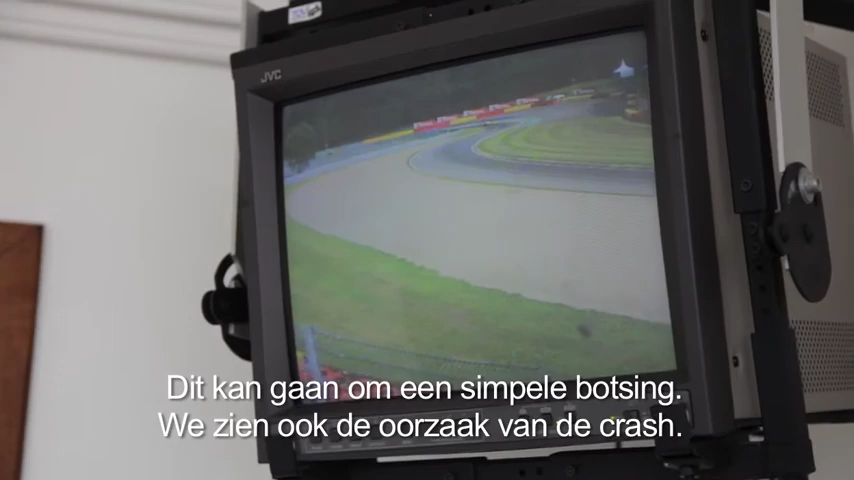 JVC
Dit kan gaan om een simpele botsing.
We zien ook de oorzaak van de crash.